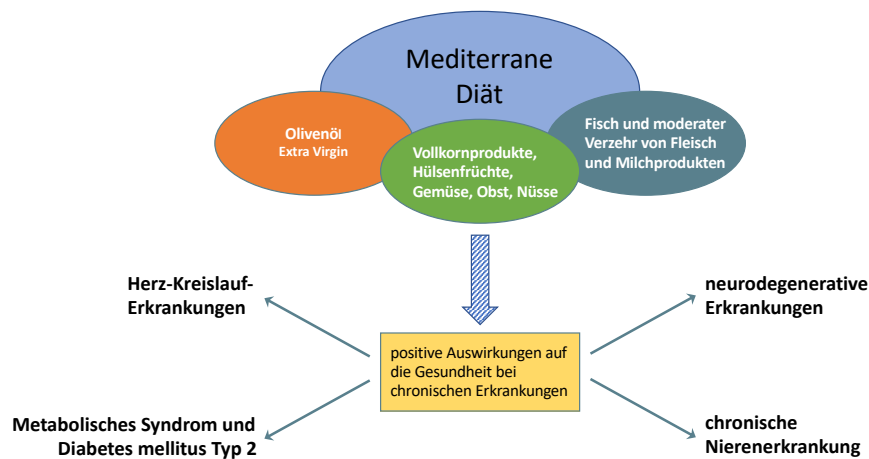 Mediterrane
Diät
Olivenöl
Extra Virgin
Vollkornprodukte,
Hülsenfrüchte,
Gemüse, Obst, Nüsse
Fisch und moderater
Verzehr von Fleisch
und Milchprodukten
Herz-Kreislauf-
Erkrankungen
neurodegenerative
Erkrankungen
positive Auswirkungen auf
die Gesundheit bei
chronischen Erkrankungen
Metabolisches Syndrom und
Diabetes mellitus Typ 2
chronische
Nierenerkrankung